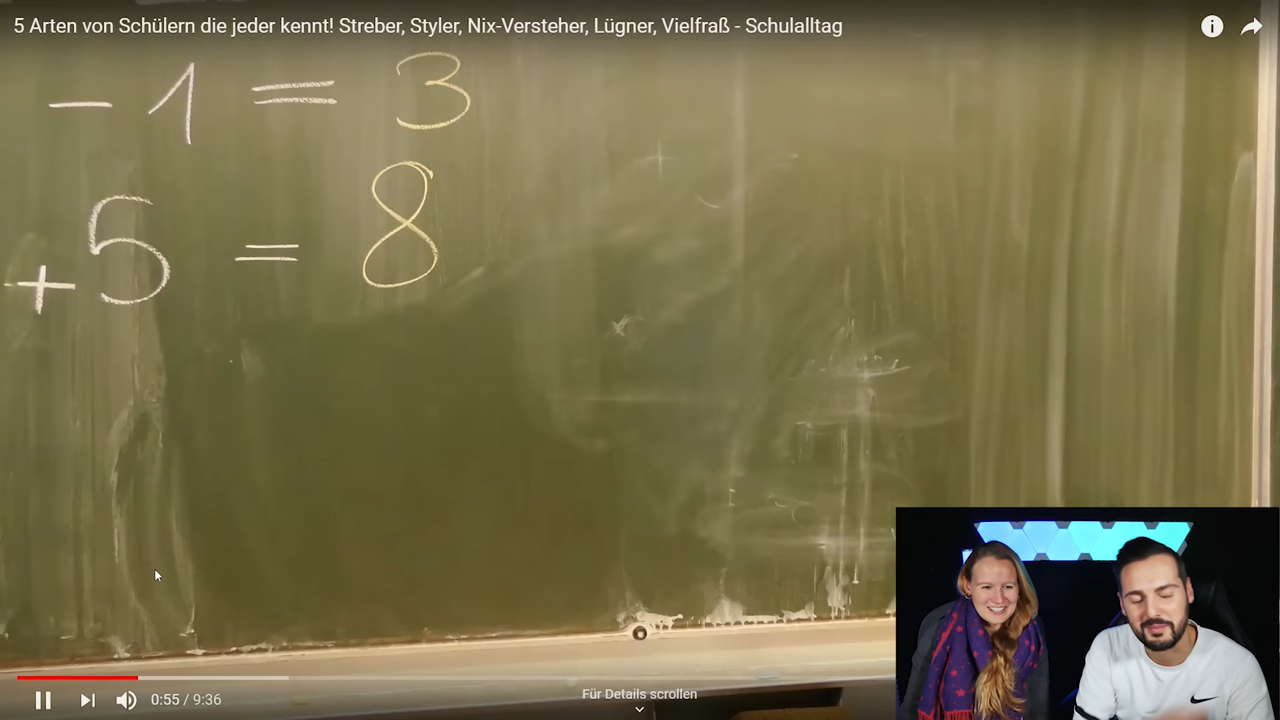 5 Arten von Schülern die jeder kennt! Streber, Styler, Nix-Versteher, Lügner, Vielfraß - Schulalltag
- 1 = 3
+ 5 = 8
0:55 / 9:36
Für Details scrollen